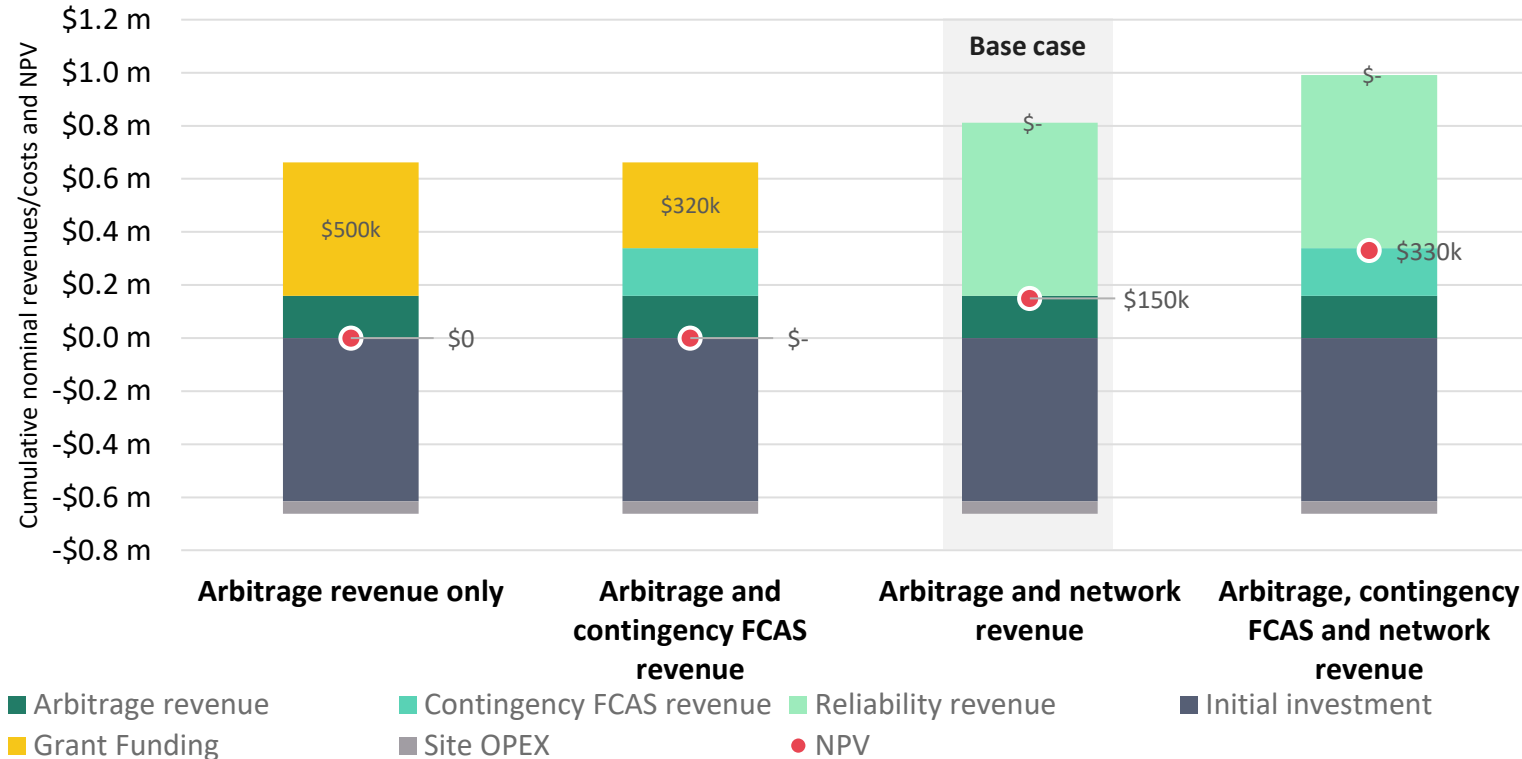 Cumulative nominal revenues/costs and NPV
$1.2 m
$1.0 m
$0.8 m
$0.6 m
$0.4 m
$0.2 m
$0.0 m
-$0.2 m
-$0.4 m
-$0.6 m
-$0.8 m
Base case
$500k
$320k
$-
$-
$0
$-
$150k
$330k
Arbitrage revenue only
Arbitrage and
contingency FCAS
revenue
Arbitrage and network
revenue
Arbitrage, contingency
FCAS and network
revenue
Arbitrage revenue
Contingency FCAS revenue
Reliability revenue
Initial investment
Grant Funding
Site OPEX
NPV